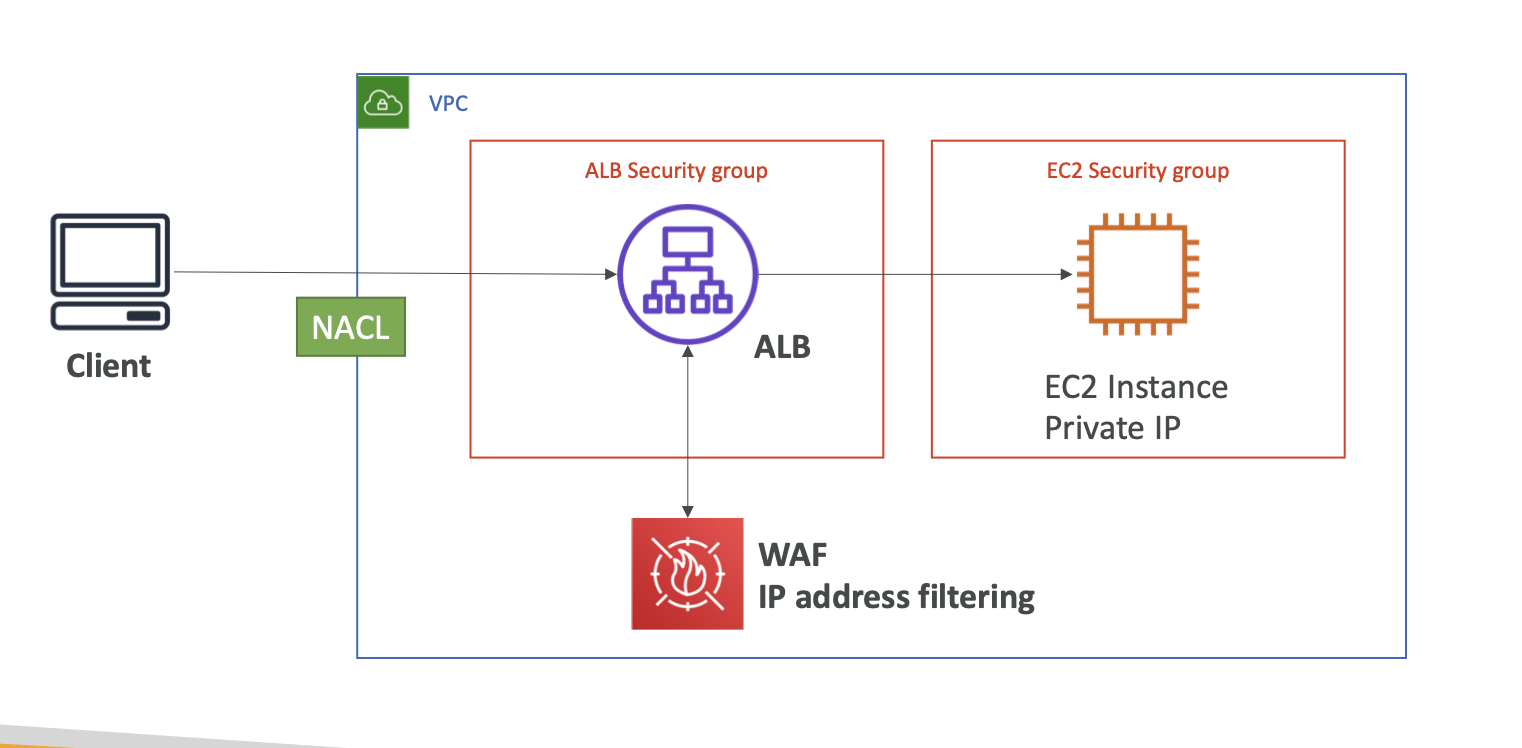 VPC
ALB Security group
EC2 Security group
NACL
Client
ALB
EC2 Instance
Private IP
WAF
IP address filtering